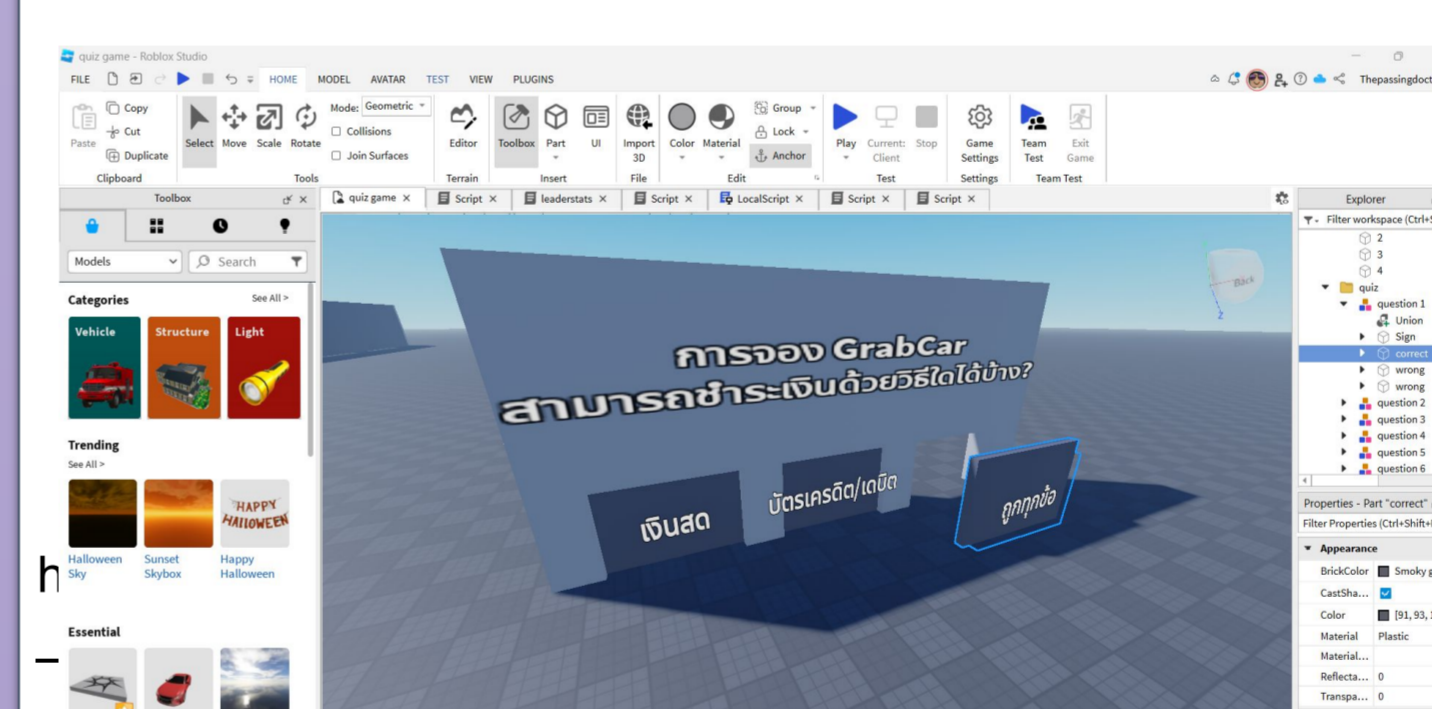 quiz game - Roblox Studio
FILE HOME MODEL AVATAR TEST VIEW PLUGINS
Thepassingdoct
Paste
Copy
Cut
Duplicate
Clipboard
Select Move Scale Rotate
Mode: Geometric
Collisions
Join Surfaces
Tools
Editor
Terrain
Toolbox Part UI
Insert
Import 3D
File
Color Material
Group
Lock
Anchor
Edit
Play Current: Client Stop
Test
Game Settings
Settings
Team Test Exit Game
Team Test
Toolbox
quiz game Script leaderstats Script LocalScript Script Script
Models Search
Categories See All >
Vehicle Structure Light
Trending
See All >
HAPPY
HALLOWEEN
Halloween Sky
Sunset Skybox
Happy Halloween
Essential
h
การจอง GrabCar
สามารถชำระเงินด้วยวิธีใดได้บ้าง?
เงินสด
บัตรเครดิต/เดบิต
ถูกทุกข้อ
Back
Z
Explorer
Filter workspace (Ctrl+S
2
3
4
quiz
question 1
Union
Sign
correct
wrong
wrong
question 2
question 3
question 4
question 5
question 6
Properties - Part "correct"
Filter Properties (Ctrl+Shift+
Appearance
BrickColor Smoky g
CastSha...
Color [91, 93, 1
Material Plastic
Material...
Reflecta... 0
Transpa... 0